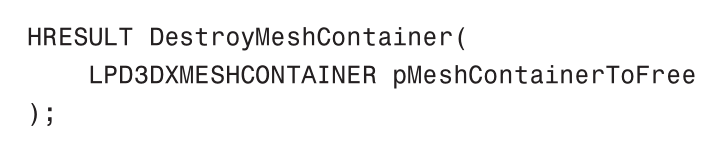 HRESULT DestroyMeshContainer(
    LPD3DXMESHCONTAINER pMeshContainerToFree
);